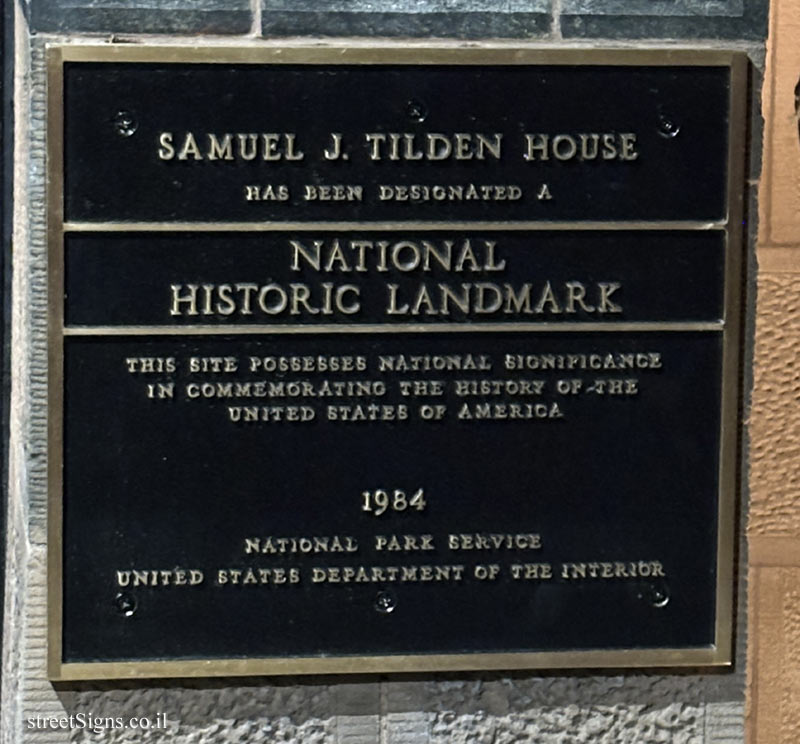 SAMUEL J. TILDEN HOUSE
HAS BEEN DESIGNATED A
NATIONAL
HISTORIC LANDMARK
THIS SITE POSSESSES NATIONAL SIGNIFICANCE
IN COMMEMORATING THE HISTORY OF THE
UNITED STATES OF AMERICA
1984
NATIONAL PARK SERVICE
UNITED STATES DEPARTMENT OF THE INTERIOR
streetSigns.co.il